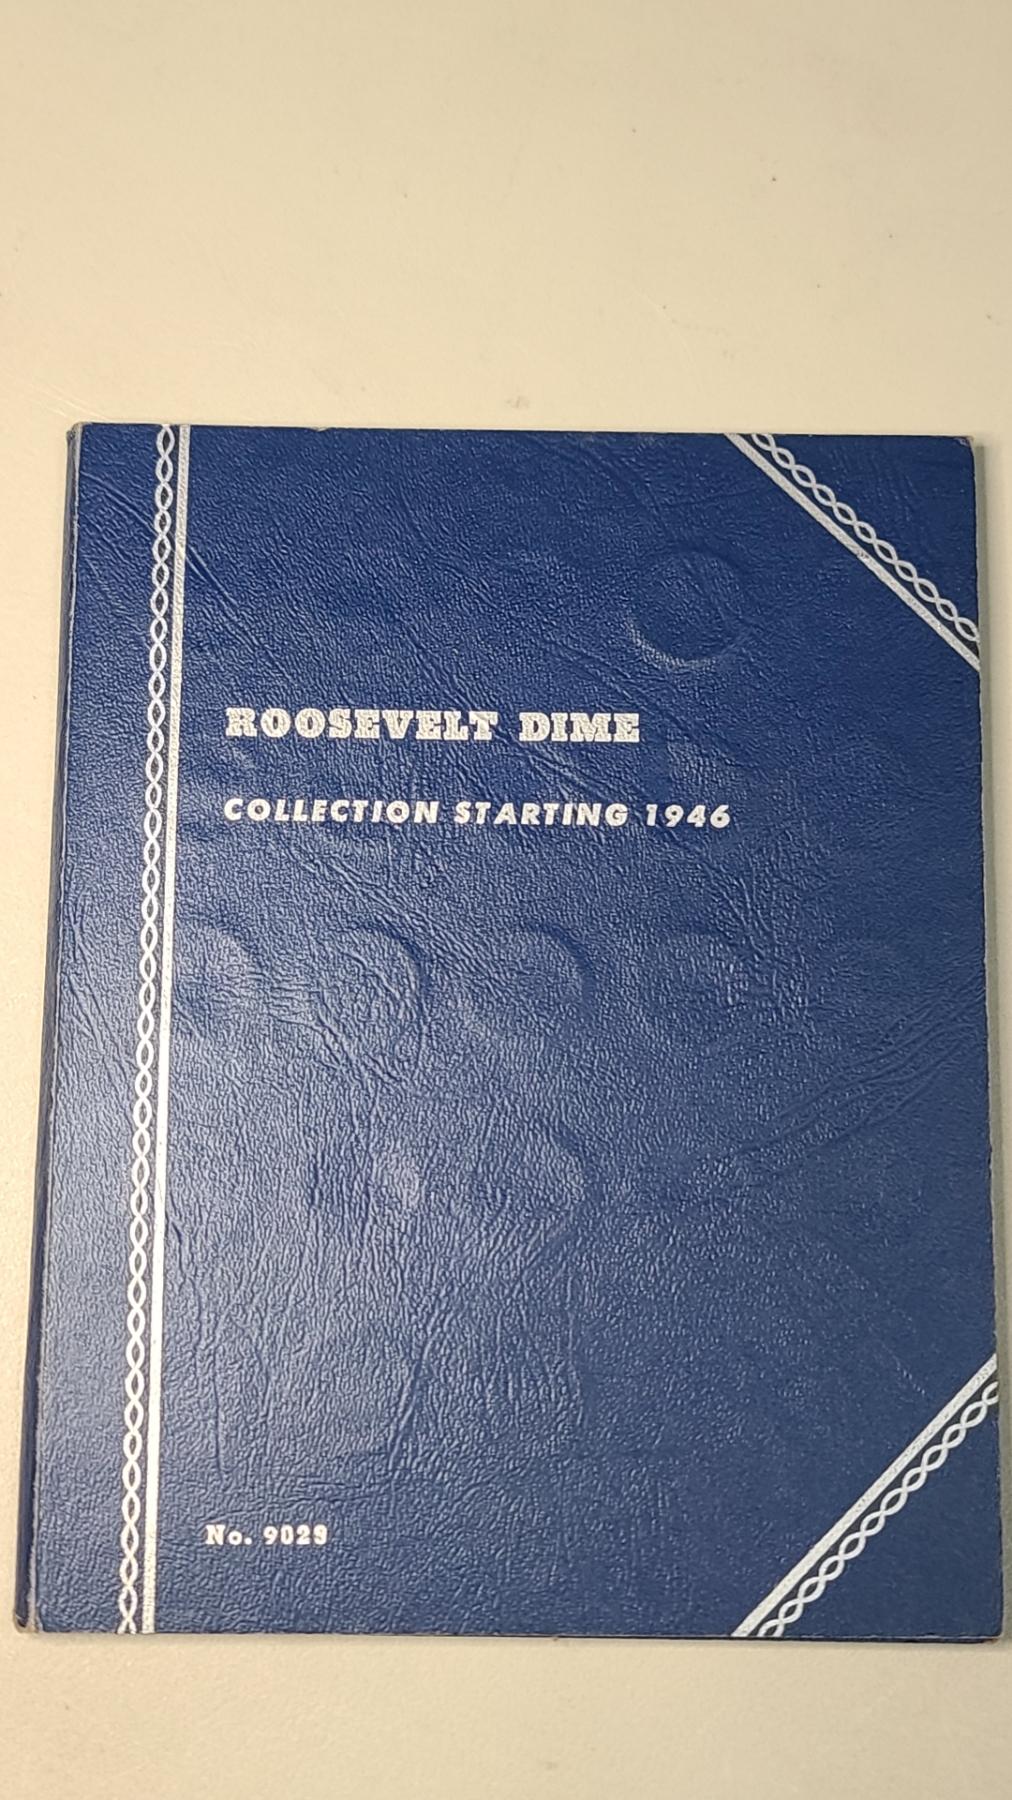 ROOSEVELT DIME
COLLECTION STARTING 1946
No. 9029